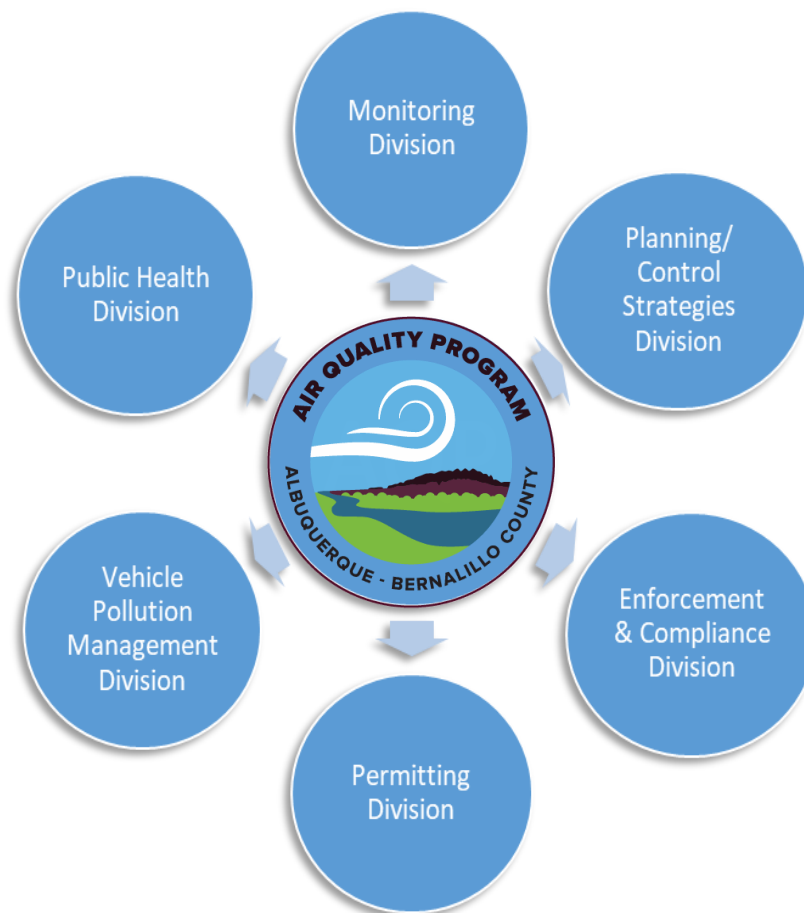 Monitoring
Division
Planning/
Control
Strategies
Division
Public Health
Division
AIR QUALITY PROGRAM
ALBUQUERQUE - BERNALILLO COUNTY
Vehicle
Pollution
Management
Division
Enforcement
& Compliance
Division
Permitting
Division